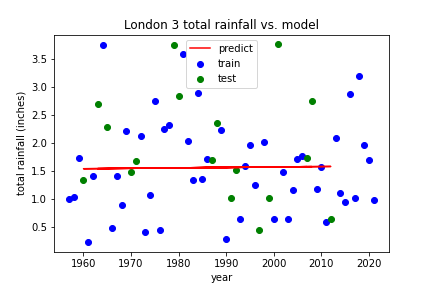 London 3 total rainfall vs. model
predict
train
test
3.5
3.0
2.5
2.0
1.5
1.0
0.5
total rainfall (inches)
1960 1970 1980 1990 2000 2010 2020
year